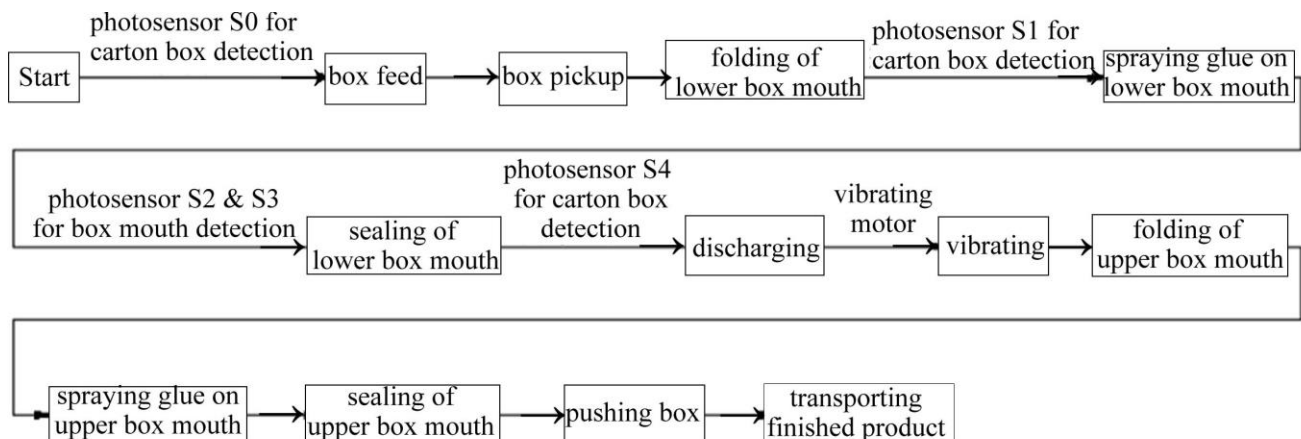 photosensor S0 for
carton box detection
Start
box feed
box pickup
folding of
lower box mouth
photosensor S1 for
carton box detection
spraying glue on
lower box mouth
photosensor S2 & S3
for box mouth detection
sealing of
lower box mouth
photosensor S4
for carton box
detection
discharging
vibrating
motor
vibrating
folding of
upper box mouth
spraying glue on
upper box mouth
sealing of
upper box mouth
pushing box
transporting
finished product